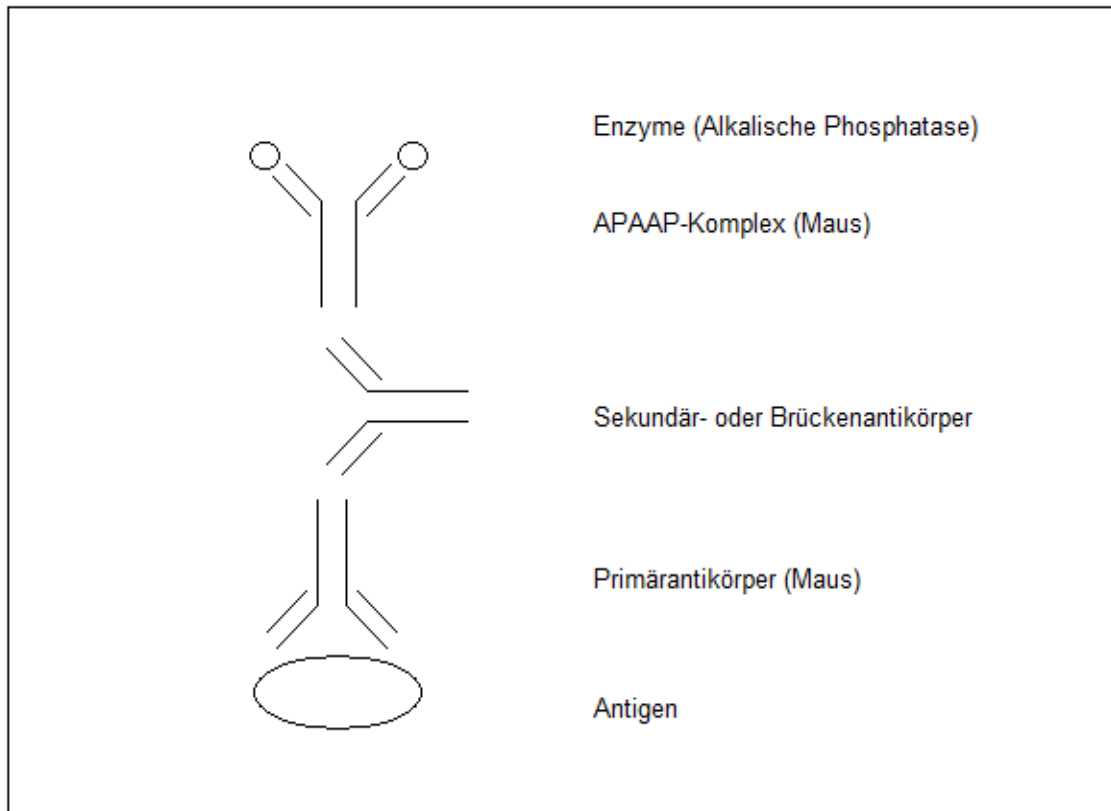 Enzyme (Alkalische Phosphatase)
APAAP-Komplex (Maus)
Sekundär- oder Brückenantikörper
Primärantikörper (Maus)
Antigen